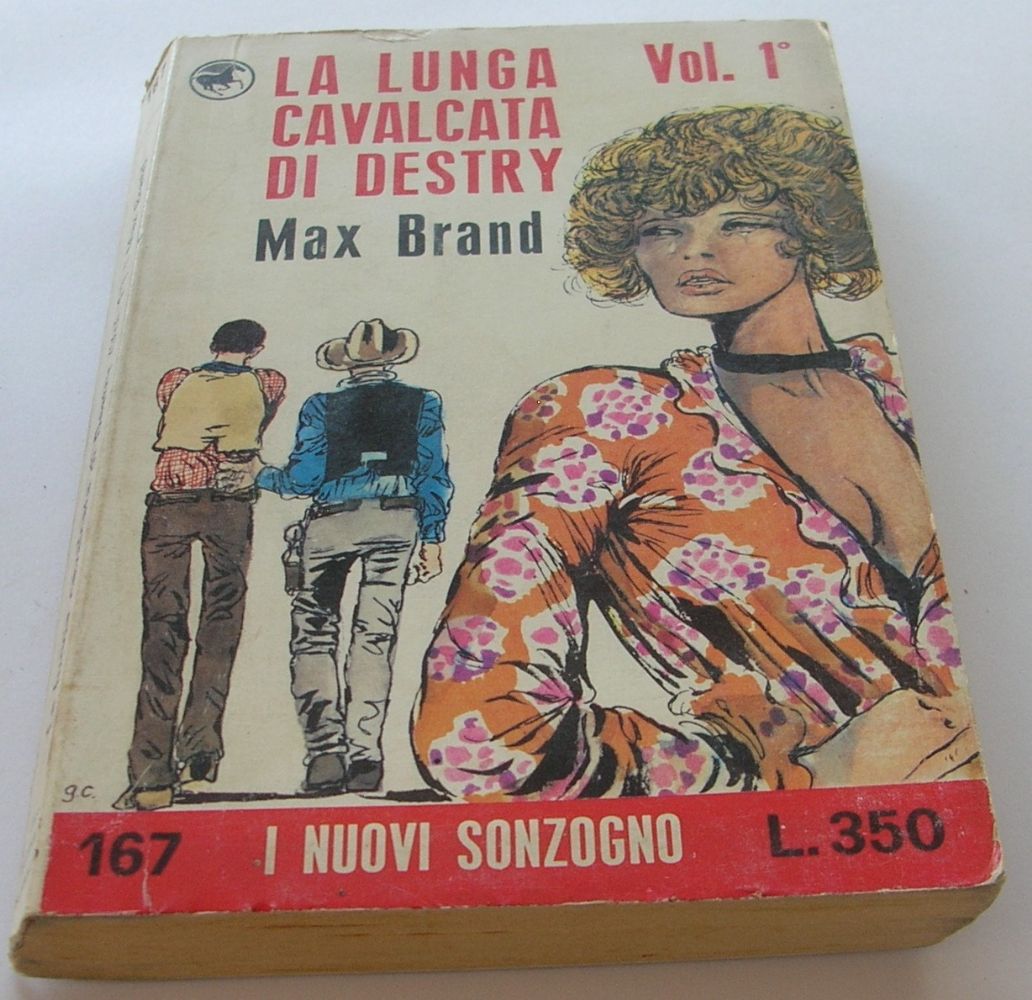 LA LUNGA
CAVALCATA
DI DESTRY
Vol. 1°
Max Brand
g.c.
167 I NUOVI SONZOGNO L. 350